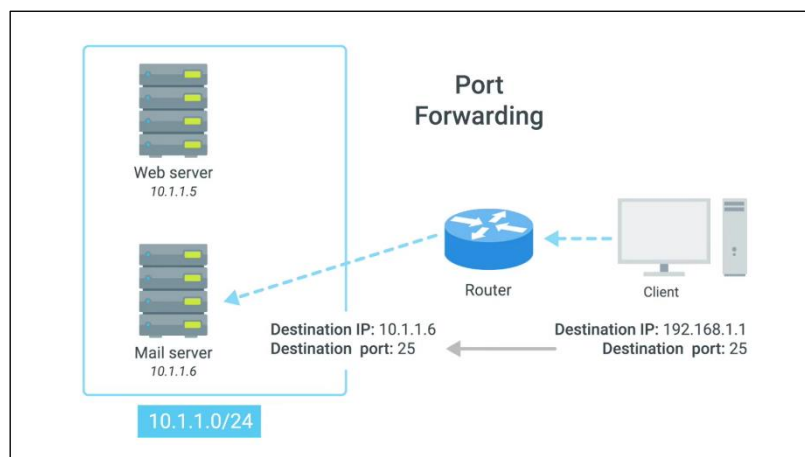 Port
Forwarding
Web server
10.1.1.5
Router
Client
Mail server
10.1.1.6
Destination IP: 10.1.1.6
Destination port: 25
Destination IP: 192.168.1.1
Destination port: 25
10.1.1.0/24